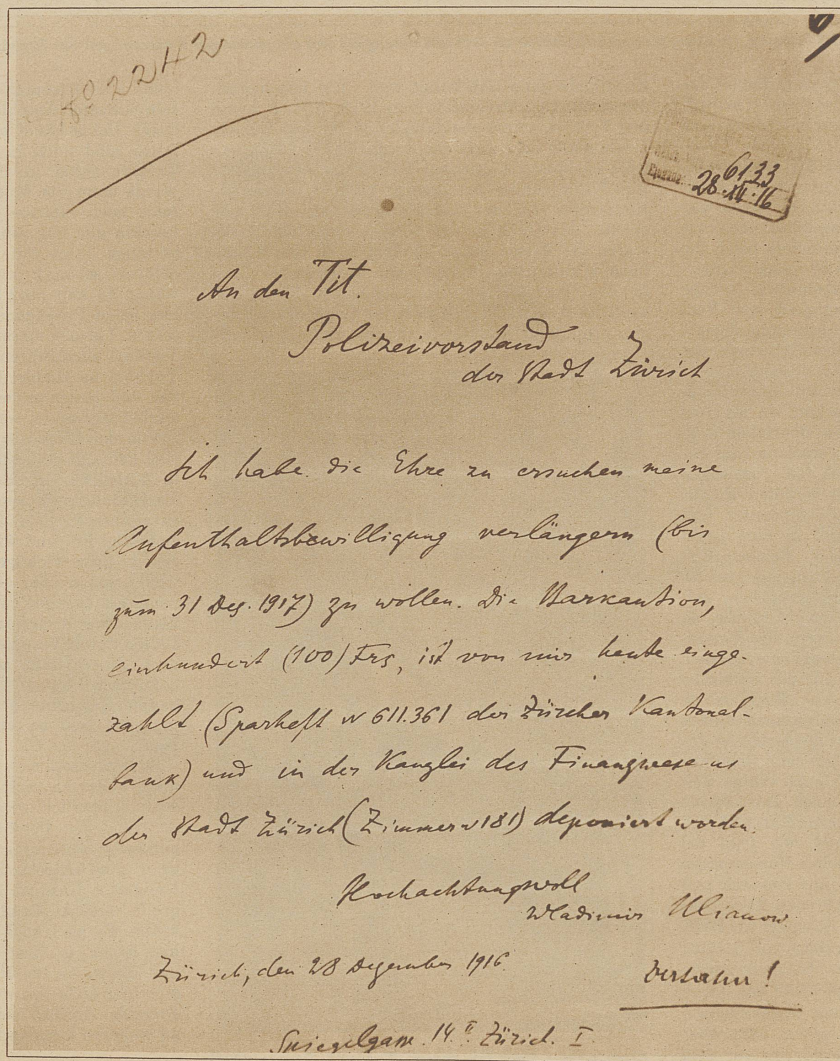 No 2242
6133
28.XII.16
An den Tit.
Polizeivorstand
der Stadt Zürich
Ich habe die Ehre zu ersuchen meine
Aufenthaltsbewilligung verlängern (bis
zum 31 Dez. 1917) zu wollen. Die Barkaution,
einhundert (100) Frs, ist von mir heute einge-
zahlt (Sparheft N 611.361 der Zürcher Kantonal-
bank) und in der Kanzlei des Finanzwesens
der Stadt Zürich (Zimmer N 181) deponiert worden.
Hochachtungsvoll
Wladimir Ulianow
Zürich, den 28 Dezember 1916
Spiegelgasse 14 II Zürich. I